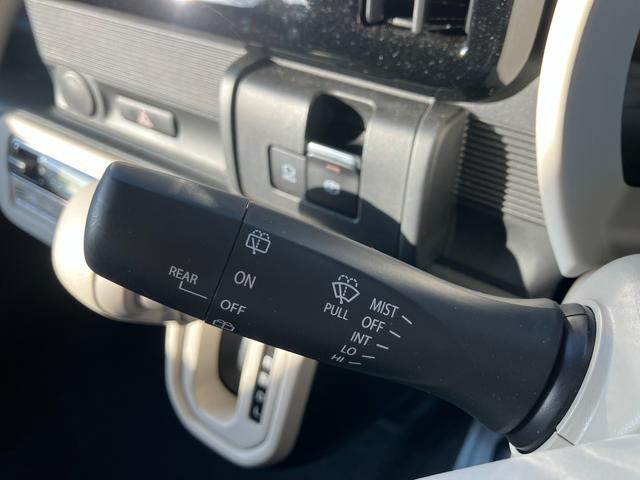 REAR
ON
OFF
PULL
MIST
OFF
INT
LO
HI